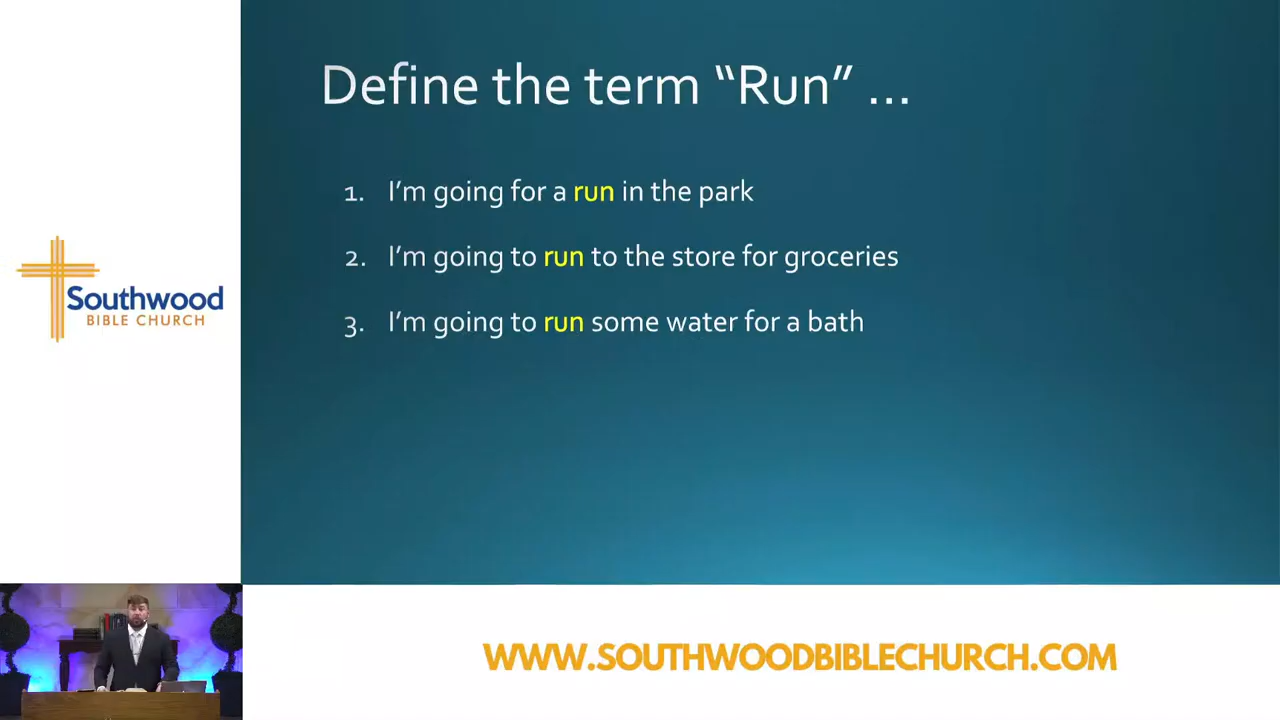 Define the term “Run” ...
1. I’m going for a run in the park
2. I’m going to run to the store for groceries
3. I’m going to run some water for a bath
Southwood
BIBLE CHURCH
WWW.SOUTHWOODBIBLECHURCH.COM